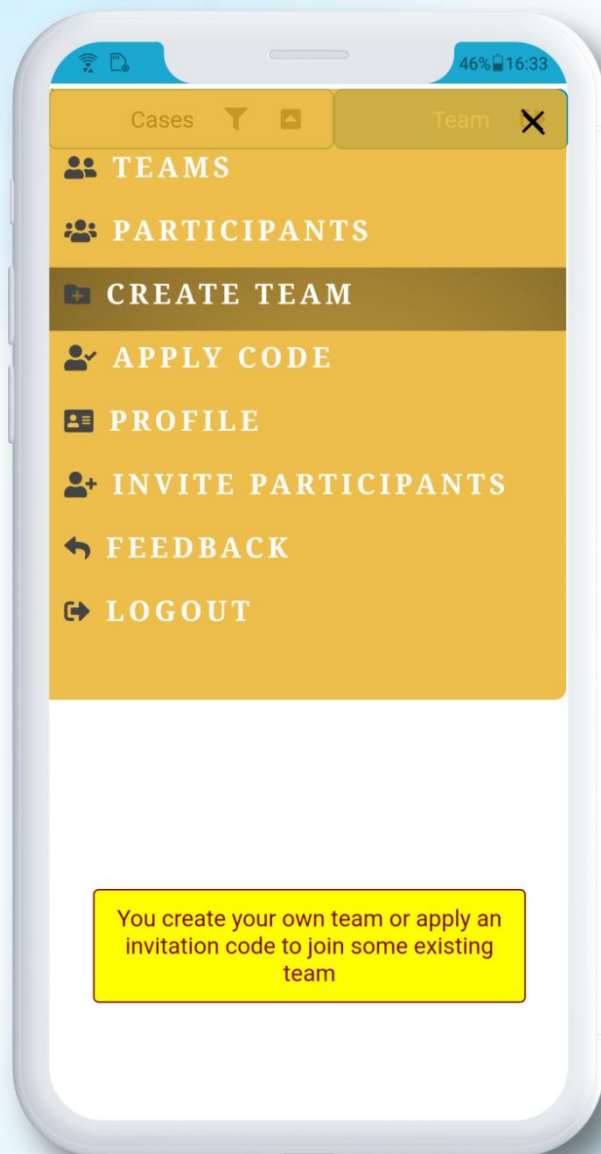 46% 16:33
Cases Team
TEAMS
PARTICIPANTS
CREATE TEAM
APPLY CODE
PROFILE
INVITE PARTICIPANTS
FEEDBACK
LOGOUT
You create your own team or apply an
invitation code to join some existing
team